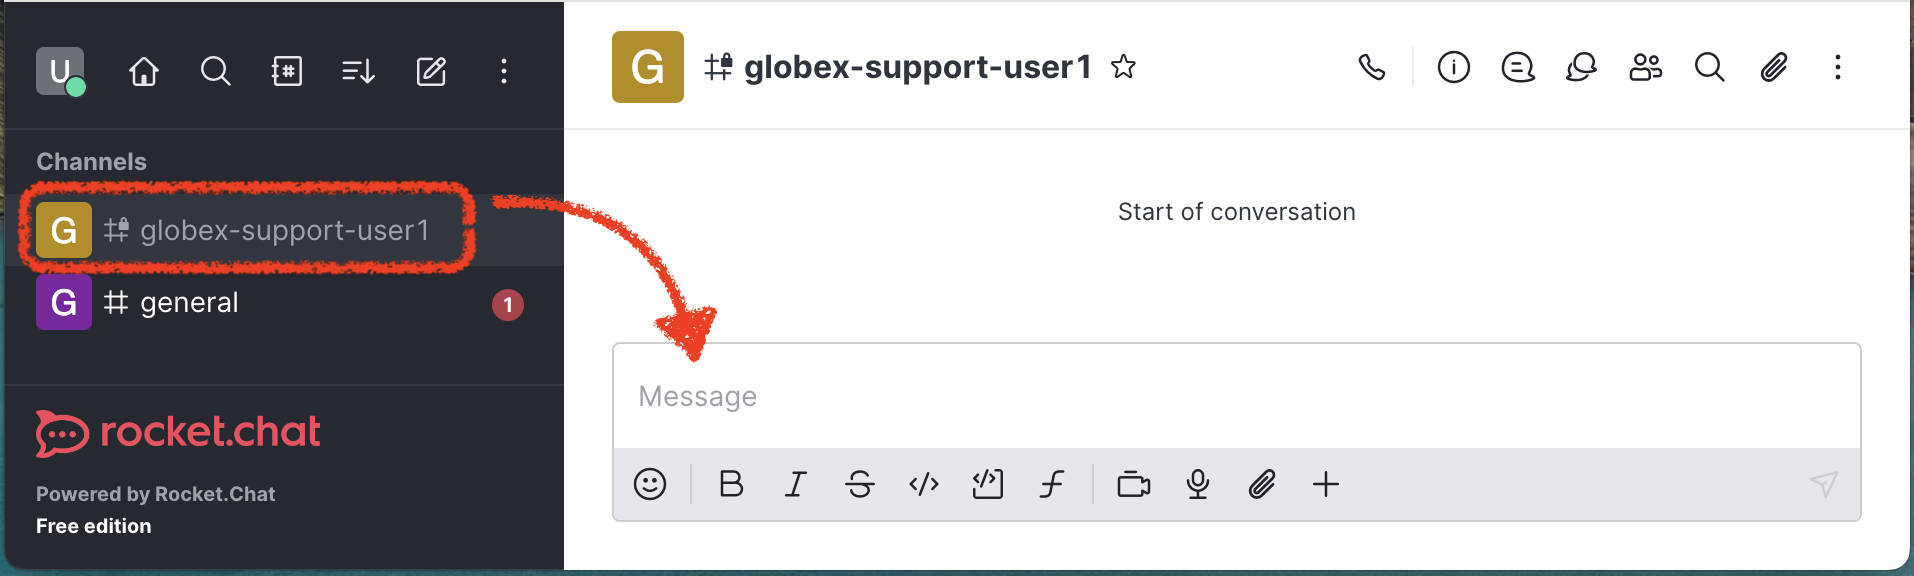 U
Channels
G globex-support-user1
G # general 1
rocket.chat
Powered by Rocket.Chat
Free edition
G globex-support-user1
Start of conversation
Message
B I S </> </> f +